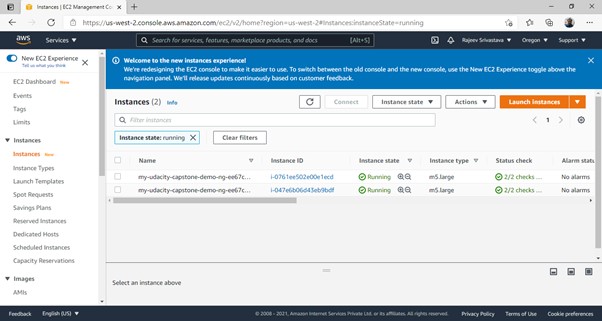 Instances | EC2 Management Co
https://us-west-2.console.aws.amazon.com/ec2/v2/home?region=us-west-2#Instances:instanceState=running
aws Services Search for services, features, marketplace products, and docs [Alt+S] Rajeev Srivastava Oregon Support
New EC2 Experience
Tell us what you think
EC2 Dashboard New
Events
Tags
Limits
Instances
Instances New
Instance Types
Launch Templates
Spot Requests
Savings Plans
Reserved Instances
Dedicated Hosts
Scheduled Instances
Capacity Reservations
Images
AMIs
Welcome to the new instances experience!
We're redesigning the EC2 console to make it easier to use. To switch between the old console and the new console, use the New EC2 Experience toggle above the
navigation panel. We'll release updates continuously based on customer feedback.
Instances (2) Info Connect Instance state Actions Launch instances
Filter instances 1
Instance state: running Clear filters
Name Instance ID Instance state Instance type Status check Alarm status
my-udacity-capstone-demo-ng-ee67c... i-0761ee502e00e1ecd Running m5.large 2/2 checks ... No alarms
my-udacity-capstone-demo-ng-ee67c... i-047e6b06d43eb9bdf Running m5.large 2/2 checks ... No alarms
Select an instance above
Feedback English (US) © 2008 - 2021, Amazon Internet Services Private Ltd. or its affiliates. All rights reserved. Privacy Policy Terms of Use Cookie preferences